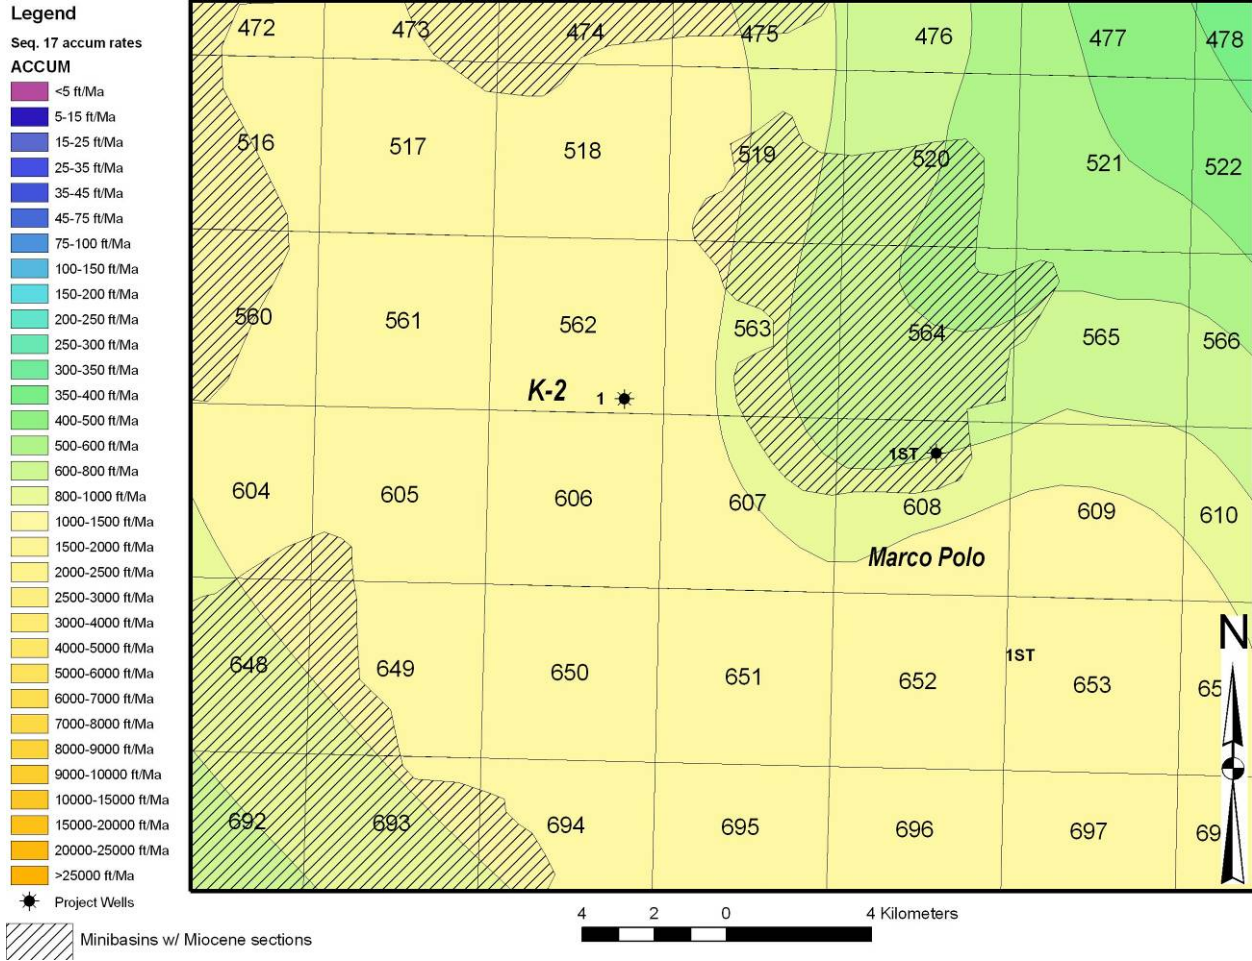 Legend
Seq. 17 accum rates
ACCUM
<5 ft/Ma
5-15 ft/Ma
15-25 ft/Ma
25-35 ft/Ma
35-45 ft/Ma
45-75 ft/Ma
75-100 ft/Ma
100-150 ft/Ma
150-200 ft/Ma
200-250 ft/Ma
250-300 ft/Ma
300-350 ft/Ma
350-400 ft/Ma
400-500 ft/Ma
500-600 ft/Ma
600-800 ft/Ma
800-1000 ft/Ma
1000-1500 ft/Ma
1500-2000 ft/Ma
2000-2500 ft/Ma
2500-3000 ft/Ma
3000-4000 ft/Ma
4000-5000 ft/Ma
5000-6000 ft/Ma
6000-7000 ft/Ma
7000-8000 ft/Ma
8000-9000 ft/Ma
9000-10000 ft/Ma
10000-15000 ft/Ma
15000-20000 ft/Ma
20000-25000 ft/Ma
>25000 ft/Ma
Project Wells
Minibasins w/ Miocene sections
472 473 474 475 476 477 478
516 517 518 519 520 521 522
560 561 562 563 564 565 566
K-2 1
1ST
604 605 606 607 608 609 610
Marco Polo
N
1ST
648 649 650 651 652 653 65
692 693 694 695 696 697 69
4 2 0 4 Kilometers